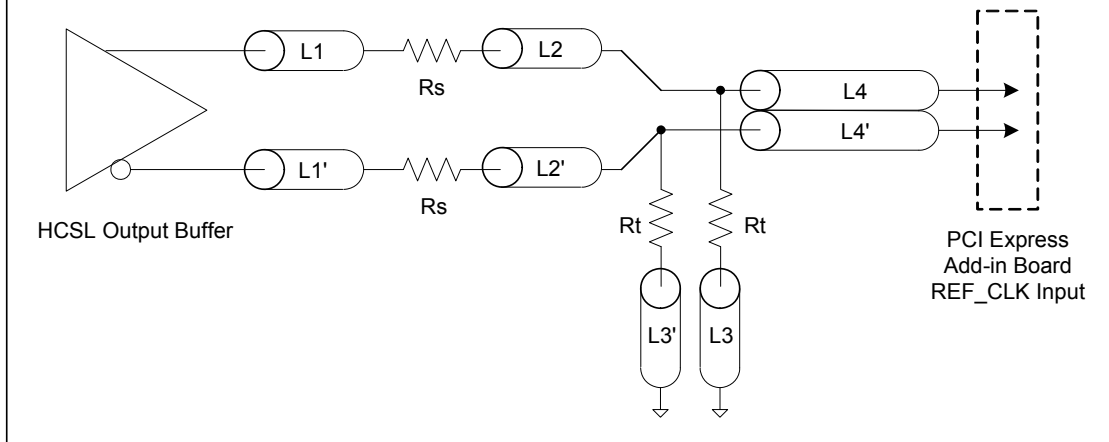 L1
Rs
L2
L4
L4'
L1'
Rs
L2'
HCSL Output Buffer
Rt
Rt
L3'
L3
PCI Express
Add-in Board
REF_CLK Input